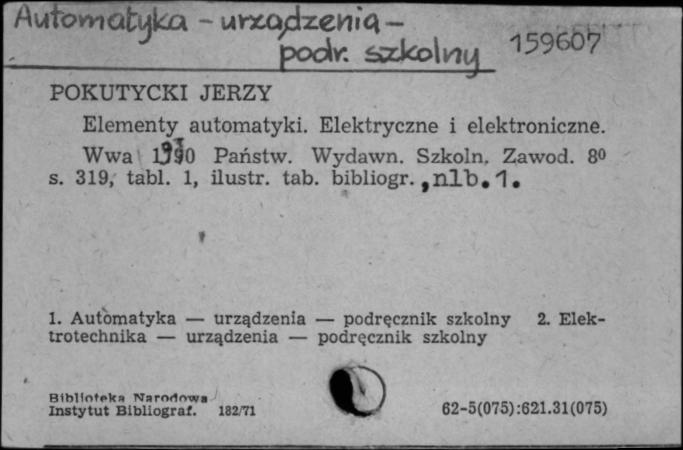 Automatyka - urządzenia -
podr. szkolny
159607
POKUTYCKI JERZY
Elementy automatyki. Elektryczne i elektroniczne.
Wwa Państw. Wydawn. Szkoln. Zawod. 8º
s. 319, tabl. 1, ilustr. tab. bibliogr. , nlb. 1.
1. Automatyka — urządzenia — podręcznik szkolny 2. Elek-
trotechnika — urządzenia — podręcznik szkolny
Biblioteka Narodowa
Instytut Bibliograf. 182/71
62-5(075):621.31(075)